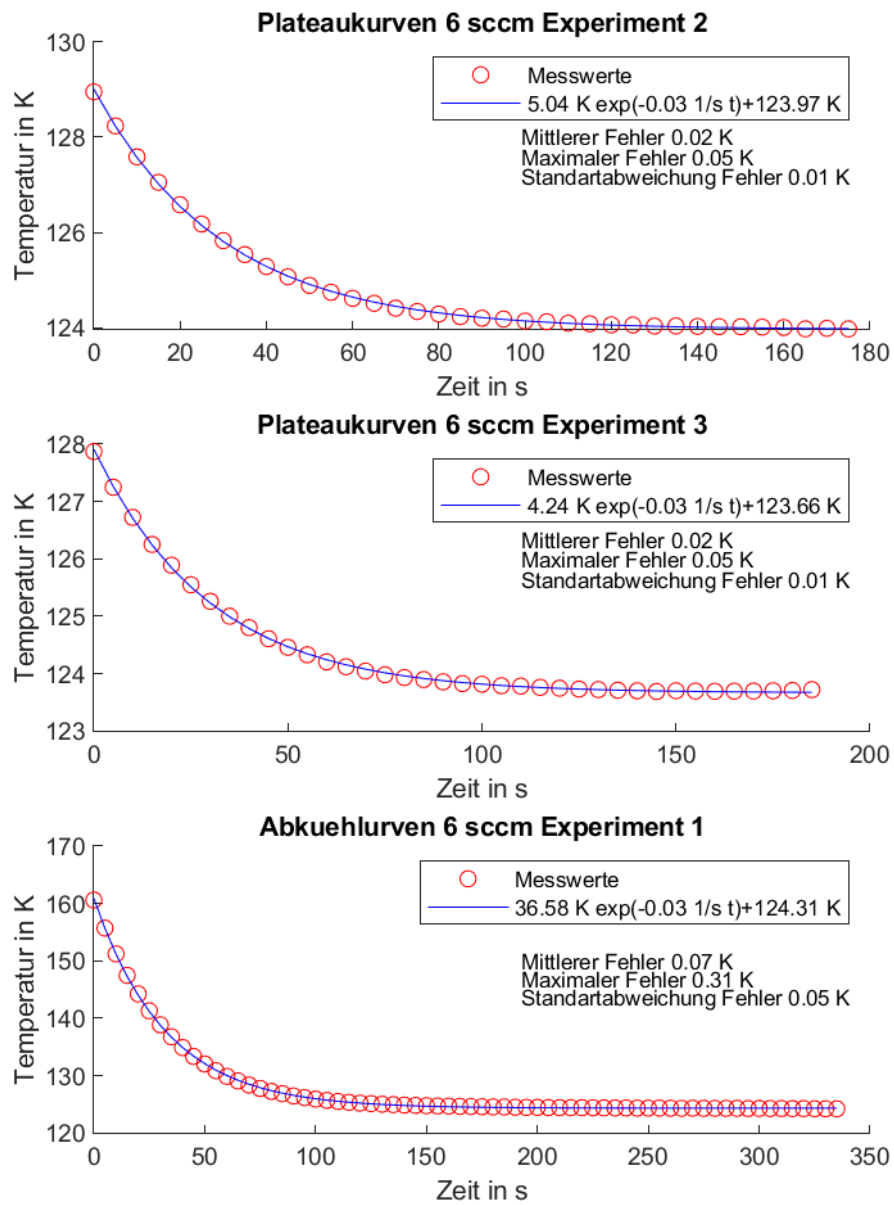 Plateaukurven 6 sccm Experiment 2
130
128
126
124
Temperatur in K
Messwerte
5.04 K exp(-0.03 1/s t)+123.97 K
Mittlerer Fehler 0.02 K
Maximaler Fehler 0.05 K
Standartabweichung Fehler 0.01 K
0 20 40 60 80 100 120 140 160 180
Zeit in s
Plateaukurven 6 sccm Experiment 3
128
127
126
125
124
123
Temperatur in K
Messwerte
4.24 K exp(-0.03 1/s t)+123.66 K
Mittlerer Fehler 0.02 K
Maximaler Fehler 0.05 K
Standartabweichung Fehler 0.01 K
0 50 100 150 200
Zeit in s
Abkuehlurven 6 sccm Experiment 1
170
160
150
140
130
120
Temperatur in K
Messwerte
36.58 K exp(-0.03 1/s t)+124.31 K
Mittlerer Fehler 0.07 K
Maximaler Fehler 0.31 K
Standartabweichung Fehler 0.05 K
0 50 100 150 200 250 300 350
Zeit in s